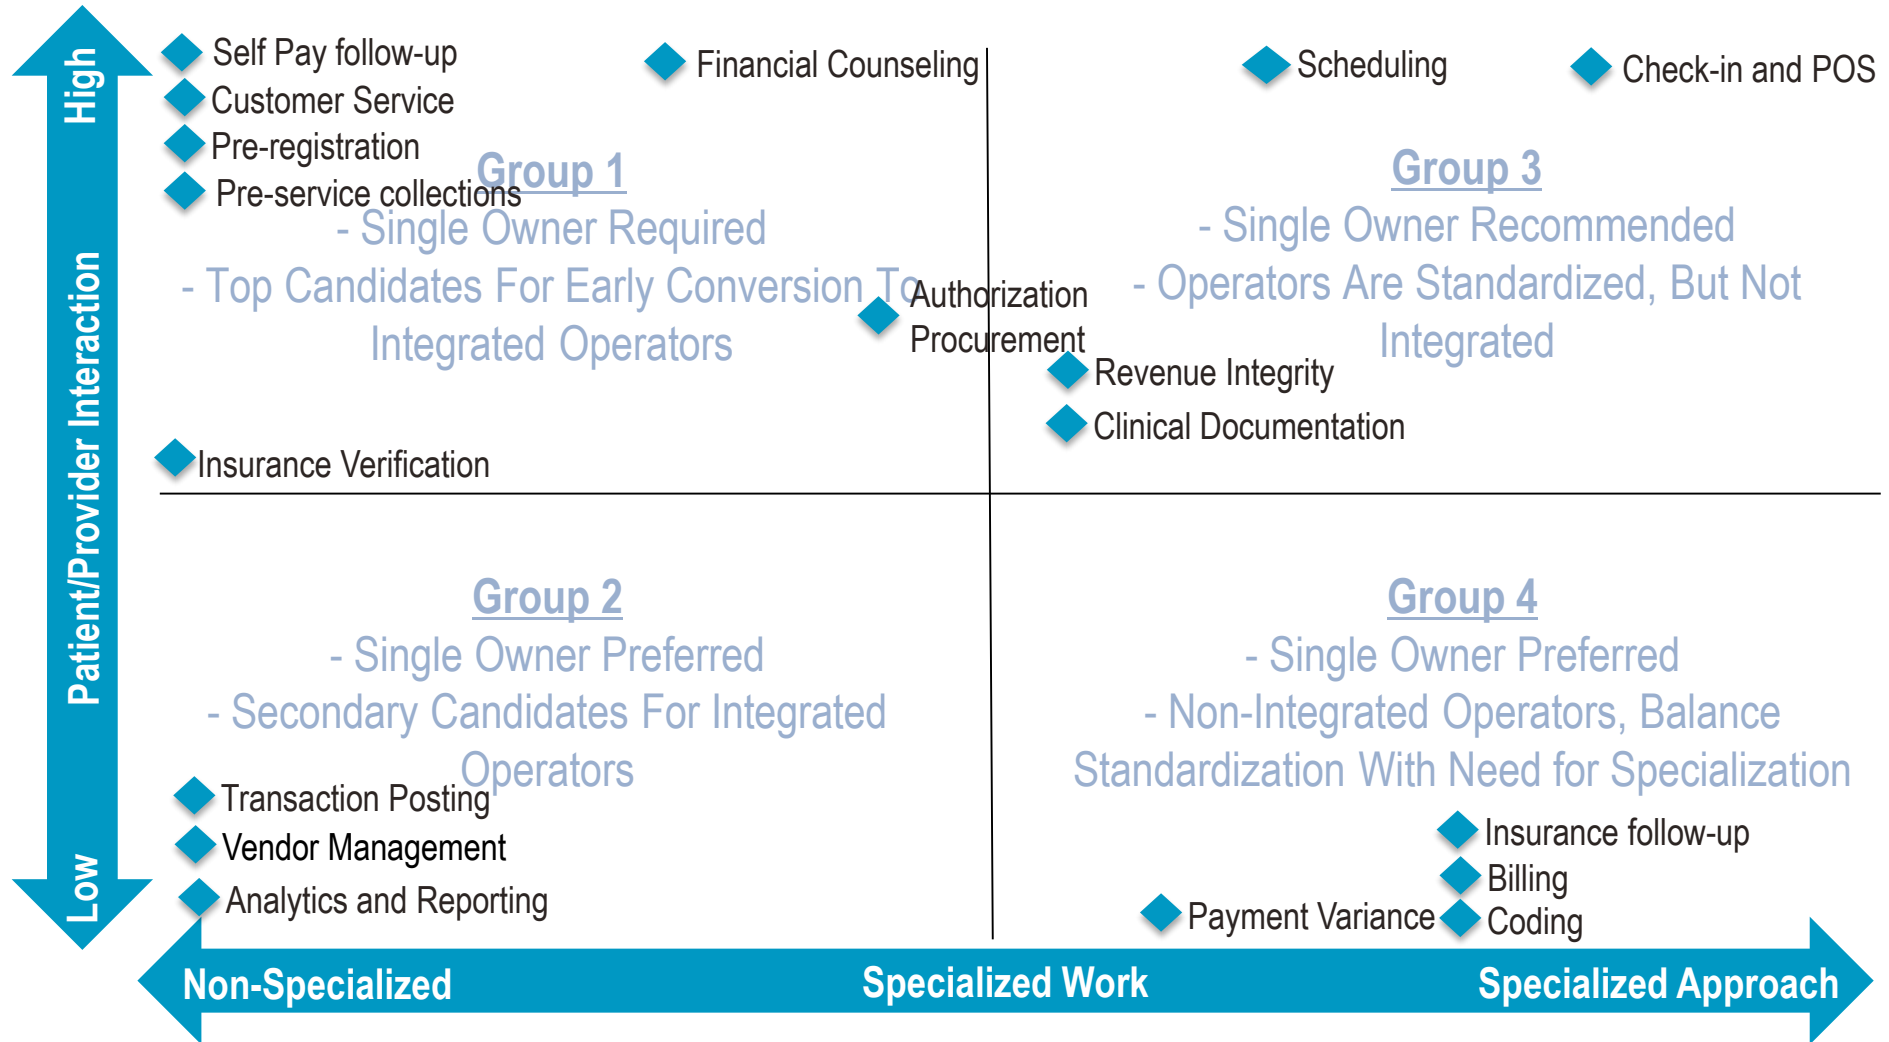 High
Patient/Provider Interaction
Low
Self Pay follow-up
Customer Service
Pre-registration
Pre-service collections
Financial Counseling
Group 1
- Single Owner Required
- Top Candidates For Early Conversion To
Integrated Operators
Authorization
Procurement
Insurance Verification
Scheduling
Check-in and POS
Group 3
- Single Owner Recommended
- Operators Are Standardized, But Not
Integrated
Revenue Integrity
Clinical Documentation
Group 2
- Single Owner Preferred
- Secondary Candidates For Integrated
Operators
Transaction Posting
Vendor Management
Analytics and Reporting
Group 4
- Single Owner Preferred
- Non-Integrated Operators, Balance
Standardization With Need for Specialization
Insurance follow-up
Billing
Payment Variance
Coding
Non-Specialized
Specialized Work
Specialized Approach